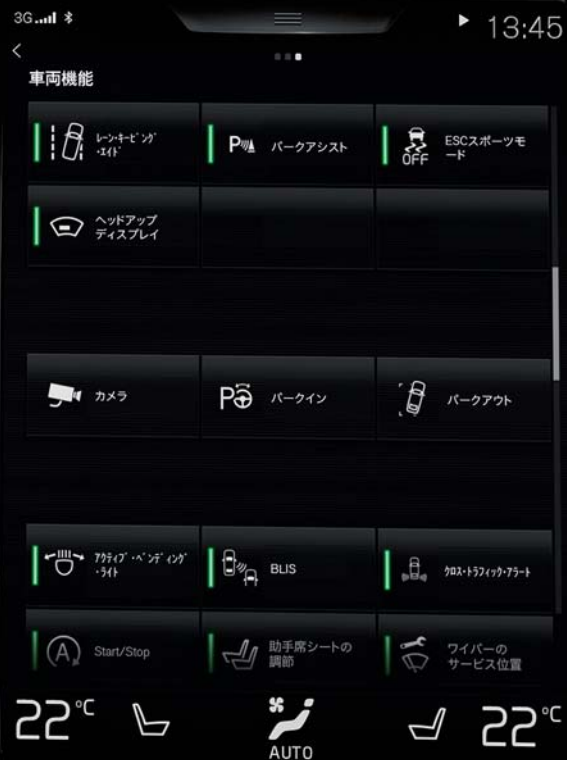 3G
13:45
車両機能
ﾚｰﾝ･ｷｰﾋﾟﾝｸﾞ
･ｴｲﾄﾞ
P
パークアシスト
OFF
ESCスポーツモ
ード
ヘッドアップ
ディスプレイ
カメラ
P
パークイン
パークアウト
ｱｸﾃｨﾌﾞ･ﾍﾞﾝﾃﾞｨﾝｸﾞ
･ﾗｲﾄ
BLIS
ｸﾛｽ･ﾄﾗﾌｨｯｸ･ｱﾗｰﾄ
A
Start/Stop
助手席シートの
調節
ワイパーの
サービス位置
22°C
AUTO
22°C